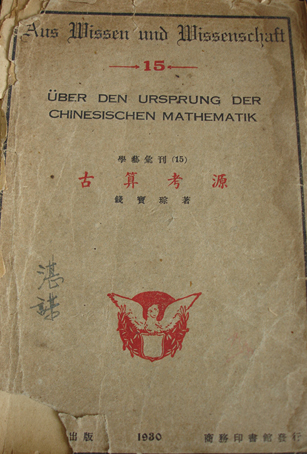 Aus Wissen und Wissenschaft
15
ÜBER DEN URSPRUNG DER
CHINESISCHEN MATHEMATIK
學藝彙刊(15)
古算考源
錢寶琮著
湛
出版 1930 商務印書館發行